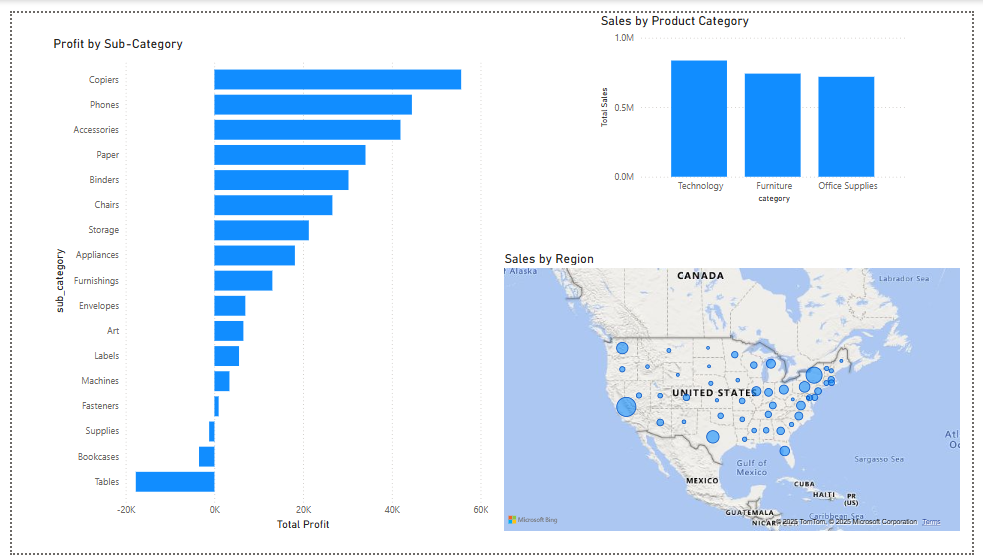 Profit by Sub-Category
sub_category
Copiers
Phones
Accessories
Paper
Binders
Chairs
Storage
Appliances
Furnishings
Envelopes
Art
Labels
Machines
Fasteners
Supplies
Bookcases
Tables
-20K 0K 20K 40K 60K
Total Profit
Sales by Product Category
Total Sales
1.0M
0.5M
0.0M
Technology Furniture Office Supplies
category
Sales by Region
Alaska
CANADA
Labrador Sea
UNITED STATES
Gulf of
Mexico
Sargasso Sea
MEXICO
CUBA
HAITI
PR
(US)
GUATEMALA
Caribbean Sea
Microsoft Bing
© 2025 TomTom, © 2025 Microsoft Corporation Terms